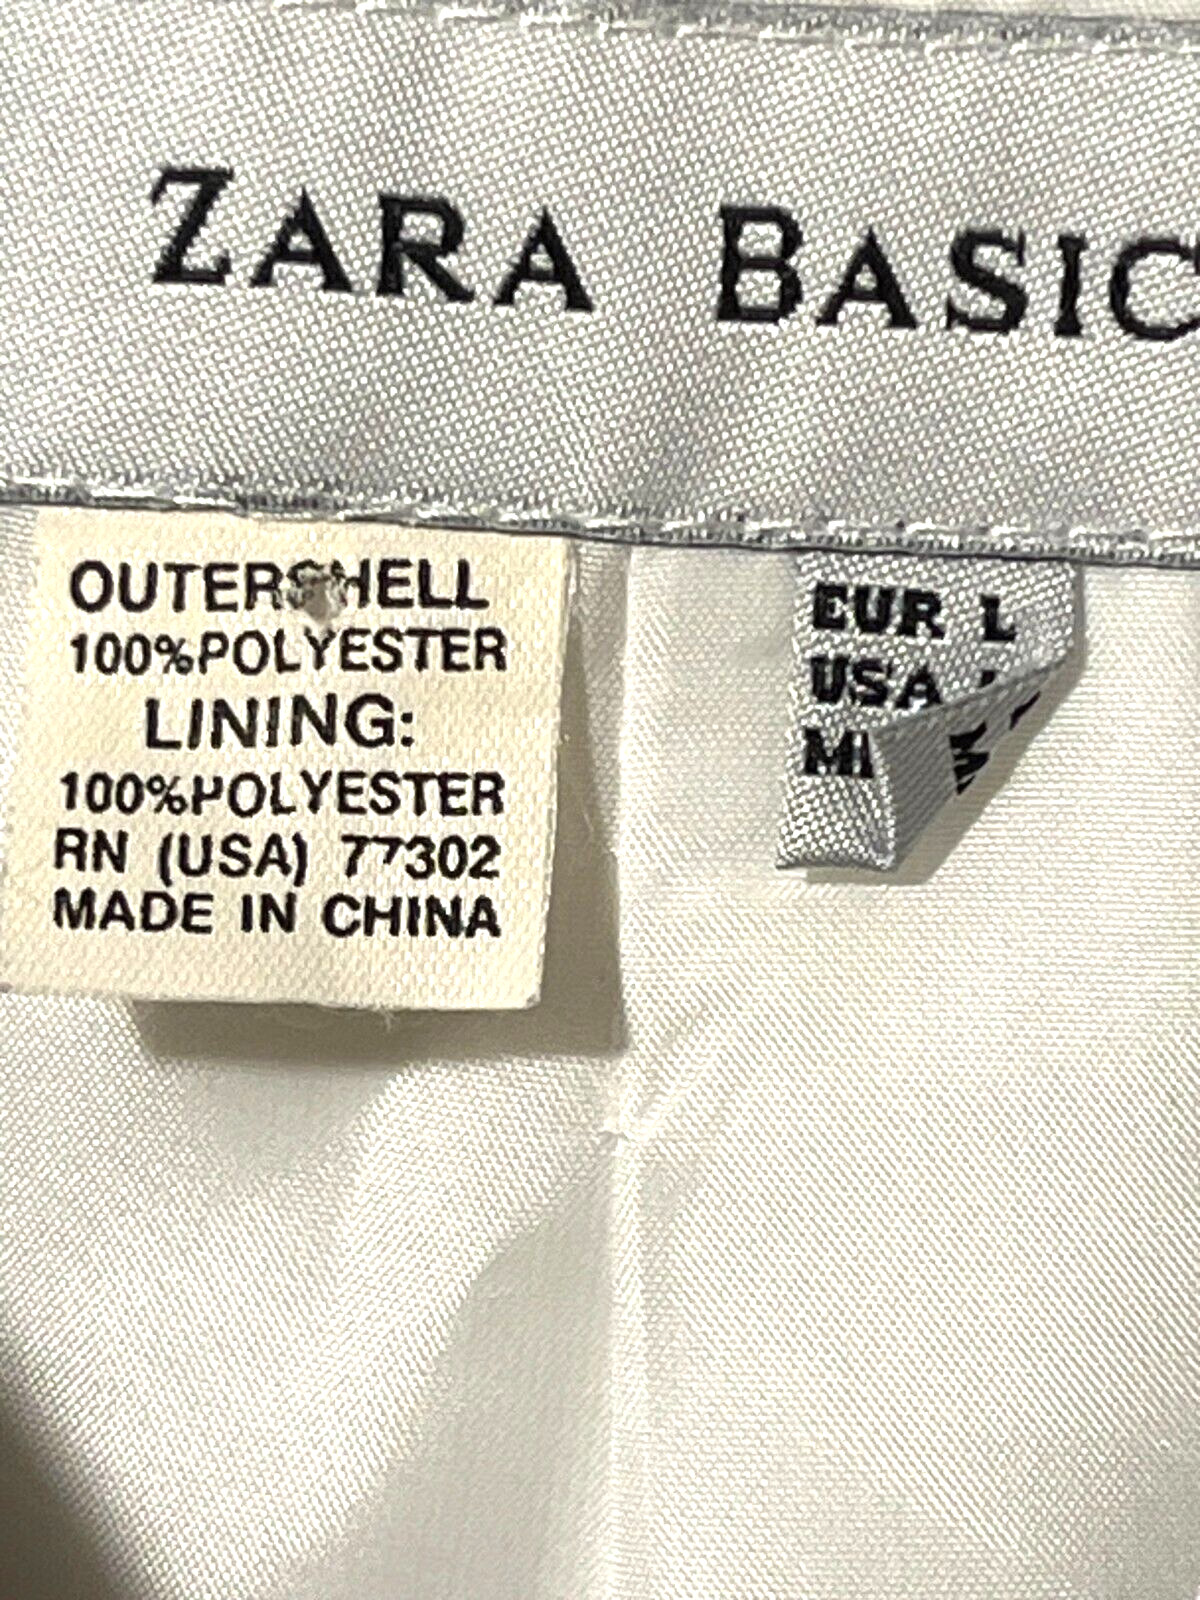 ZARA BASIC
OUTERSHELL
100%POLYESTER
LINING:
100%POLYESTER
RN (USA) 77302
MADE IN CHINA
EUR L
USA